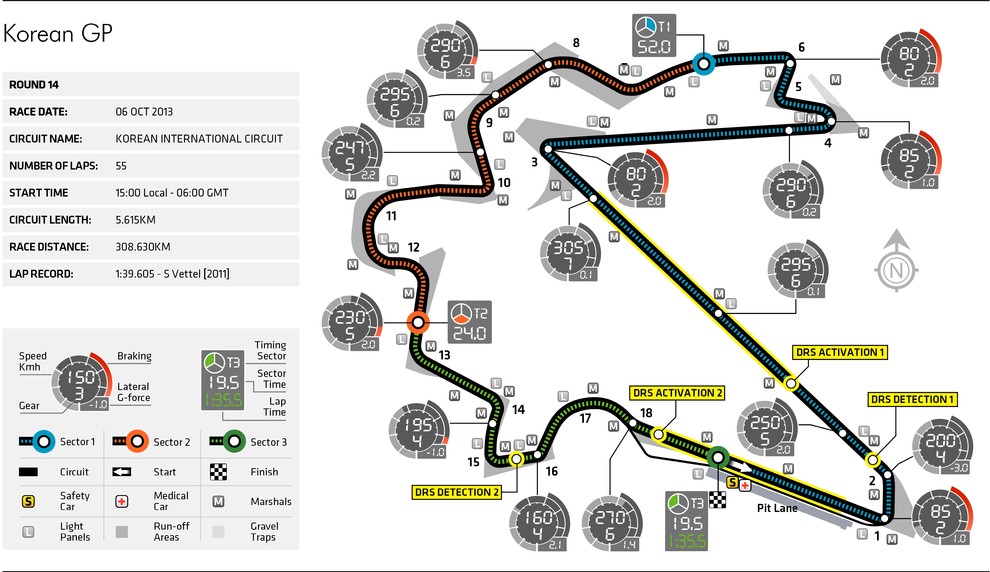 Korean GP
ROUND 14
RACE DATE: 06 OCT 2013
CIRCUIT NAME: KOREAN INTERNATIONAL CIRCUIT
NUMBER OF LAPS: 55
START TIME 15:00 Local - 06:00 GMT
CIRCUIT LENGTH: 5.615KM
RACE DISTANCE: 308.630KM
LAP RECORD: 1:39.605 - S Vettel [2011]
Speed Kmh
Braking
150
3
-1.0
Gear
Lateral G-force
T3
19.5
1:35.5
Timing Sector
Sector Time
Lap Time
Sector 1
Sector 2
Sector 3
Circuit
Start
Finish
S
Safety Car
Medical Car
M
Marshals
L
Light Panels
Run-off Areas
Gravel Traps
290
6
3.5
8
T1
52.0
6
80
2
2.0
295
6
0.2
9
5
4
85
2
1.0
247
5
2.2
10
3
80
2
2.0
290
6
0.2
11
12
305
7
0.1
295
6
0.1
N
230
5
2.0
T2
24.0
13
DRS ACTIVATION 1
DRS ACTIVATION 2
DRS DETECTION 1
195
4
-1.0
14
15
16
17
18
250
5
2.0
200
4
-3.0
2
DRS DETECTION 2
S
Pit Lane
160
4
2.1
270
6
1.4
T3
19.5
1:35.5
1
85
2
1.0